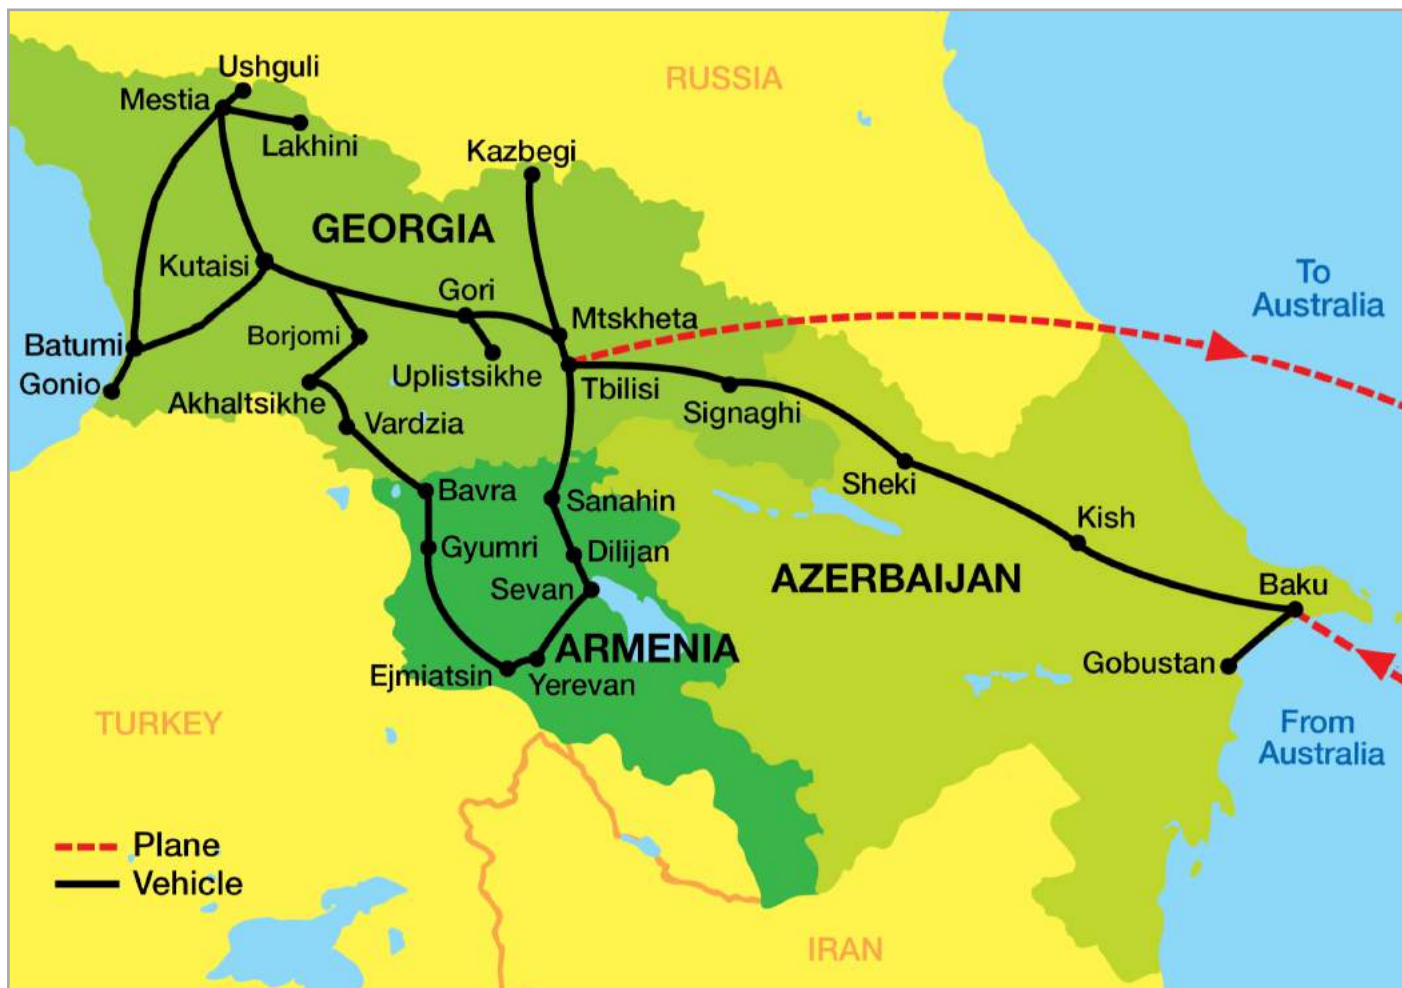 Ushguli
RUSSIA
Mestia
Lakhini
Kazbegi
GEORGIA
Kutaisi
To
Australia
Gori
Mtskheta
Borjomi
Batumi
Gonio
Uplistsikhe
Tbilisi
Akhaltsikhe
Signaghi
Vardzia
Sheki
Bavra
Sanahin
Kish
Gyumri
Dilijan
AZERBAIJAN
Sevan
Baku
ARMENIA
Gobustan
Ejmiatsin
Yerevan
TURKEY
From
Australia
Plane
Vehicle
IRAN